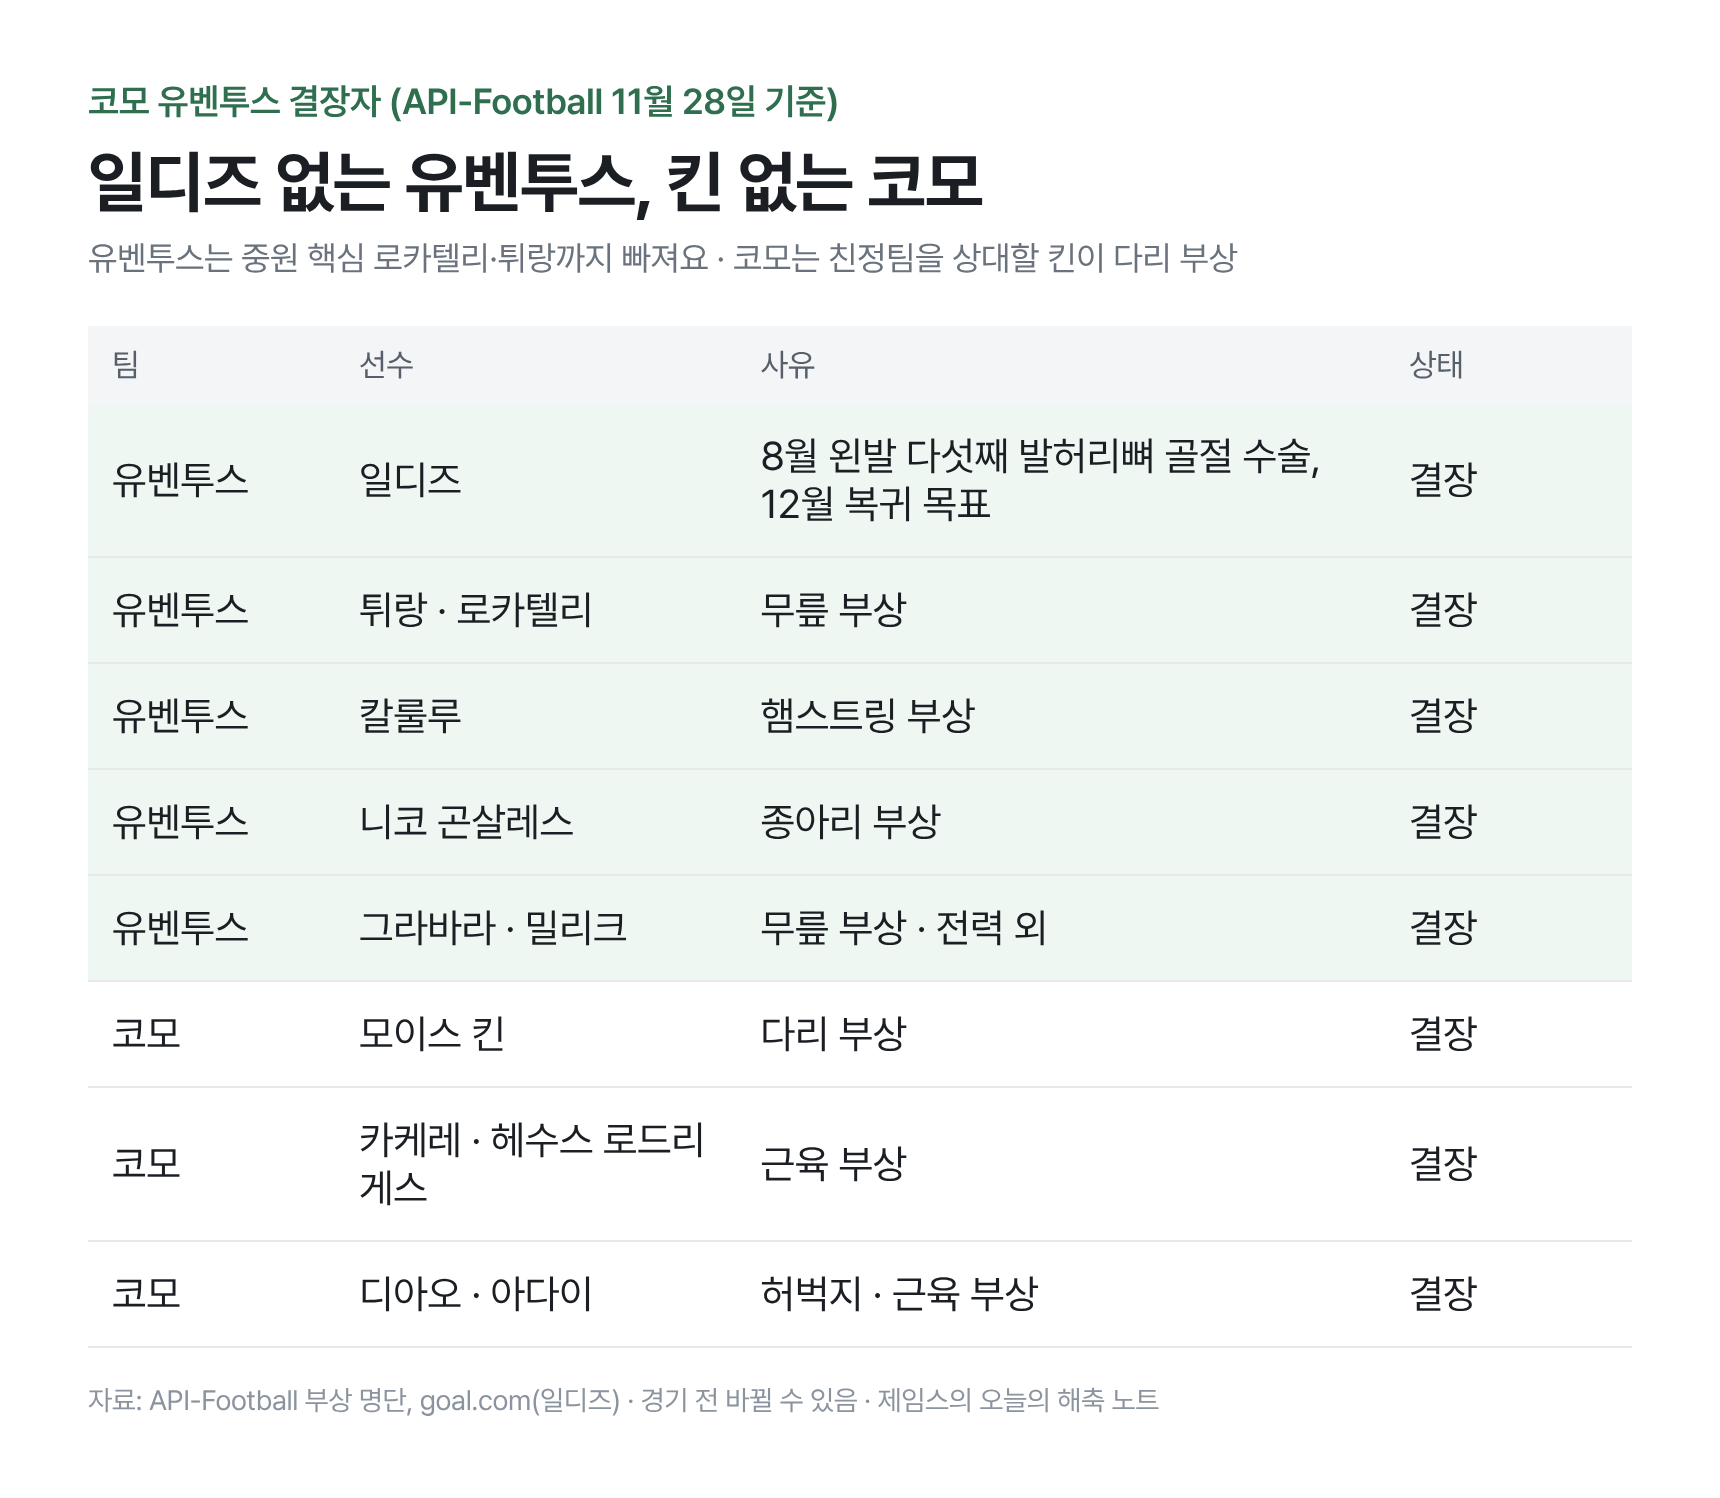 코모 유벤투스 결장자 (API-Football 11월 28일 기준)
일디즈 없는 유벤투스, 킨 없는 코모
유벤투스는 중원 핵심 로카텔리·튀랑까지 빠져요 · 코모는 친정팀을 상대할 킨이 다리 부상
팀 선수 사유 상태
유벤투스 일디즈 8월 왼발 다섯째 발허리뼈 골절 수술, 결장
12월 복귀 목표
유벤투스 튀랑 · 로카텔리 무릎 부상 결장
유벤투스 칼룰루 햄스트링 부상 결장
유벤투스 니코 곤살레스 종아리 부상 결장
유벤투스 그라바라 · 밀리크 무릎 부상 · 전력 외 결장
코모 모이스 킨 다리 부상 결장
코모 카케레 · 헤수스 로드리 근육 부상 결장
게스
코모 디아오 · 아다이 허벅지 · 근육 부상 결장
자료: API-Football 부상 명단, goal.com(일디즈) · 경기 전 바뀔 수 있음 · 제임스의 오늘의 해축 노트